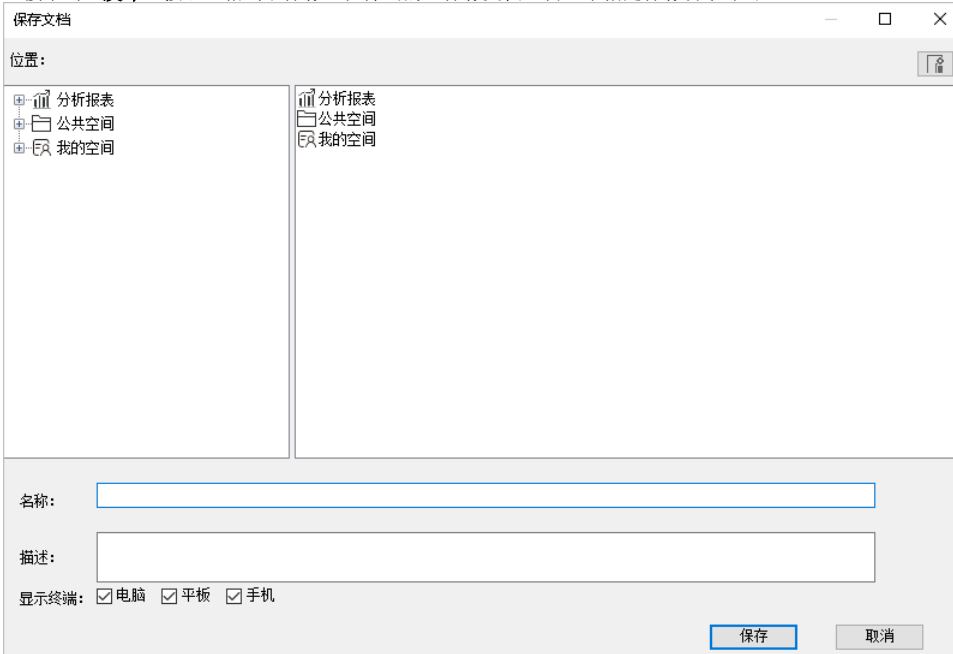 保存文档
位置：
分析报表
公共空间
我的空间
分析报表
公共空间
我的空间
名称：
描述：
显示终端： 电脑 平板 手机
保存 取消